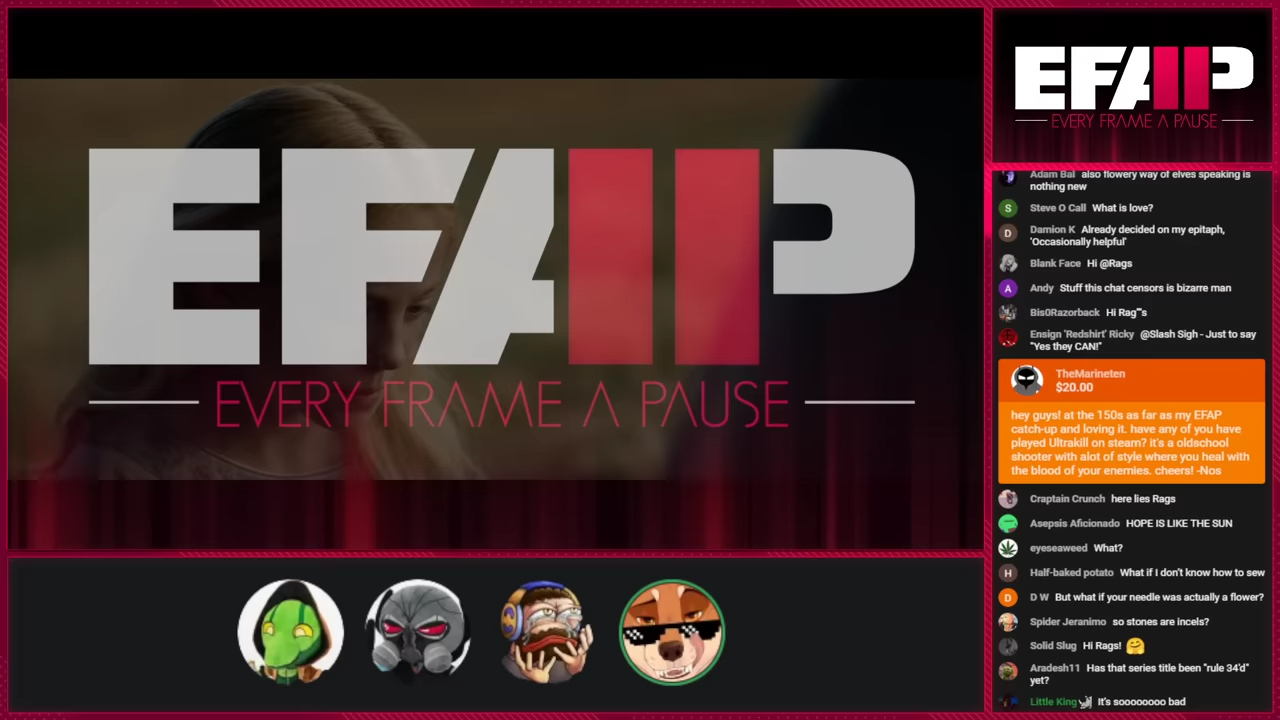 EFAP
EVERY FRAME A PAUSE
EFAP
EVERY FRAME A PAUSE
Adam Bal also flowery way of elves speaking is
nothing new
S Steve O Call What is love?
D Damion K Already decided on my epitaph,
'Occasionally helpful'
Blank Face Hi @Rags
A Andy Stuff this chat censors is bizarre man
Bis0Razorback Hi Rag""s
Ensign 'Redshirt' Ricky @Slash Sigh - Just to say
"Yes they CAN!"
TheMarineten
$20.00
hey guys! at the 150s as far as my EFAP
catch-up and loving it. have any of you have
played Ultrakill on steam? it's a oldschool
shooter with alot of style where you heal with
the blood of your enemies. cheers! -Nos
Craptain Crunch here lies Rags
Asepsis Aficionado HOPE IS LIKE THE SUN
eyeseaweed What?
H Half-baked potato What if I don't know how to sew
D D W But what if your needle was actually a flower?
Spider Jeranimo so stones are incels?
Solid Slug Hi Rags! 🤗
Aradesh11 Has that series title been "rule 34'd"
yet?
Little King It's soooooooo bad